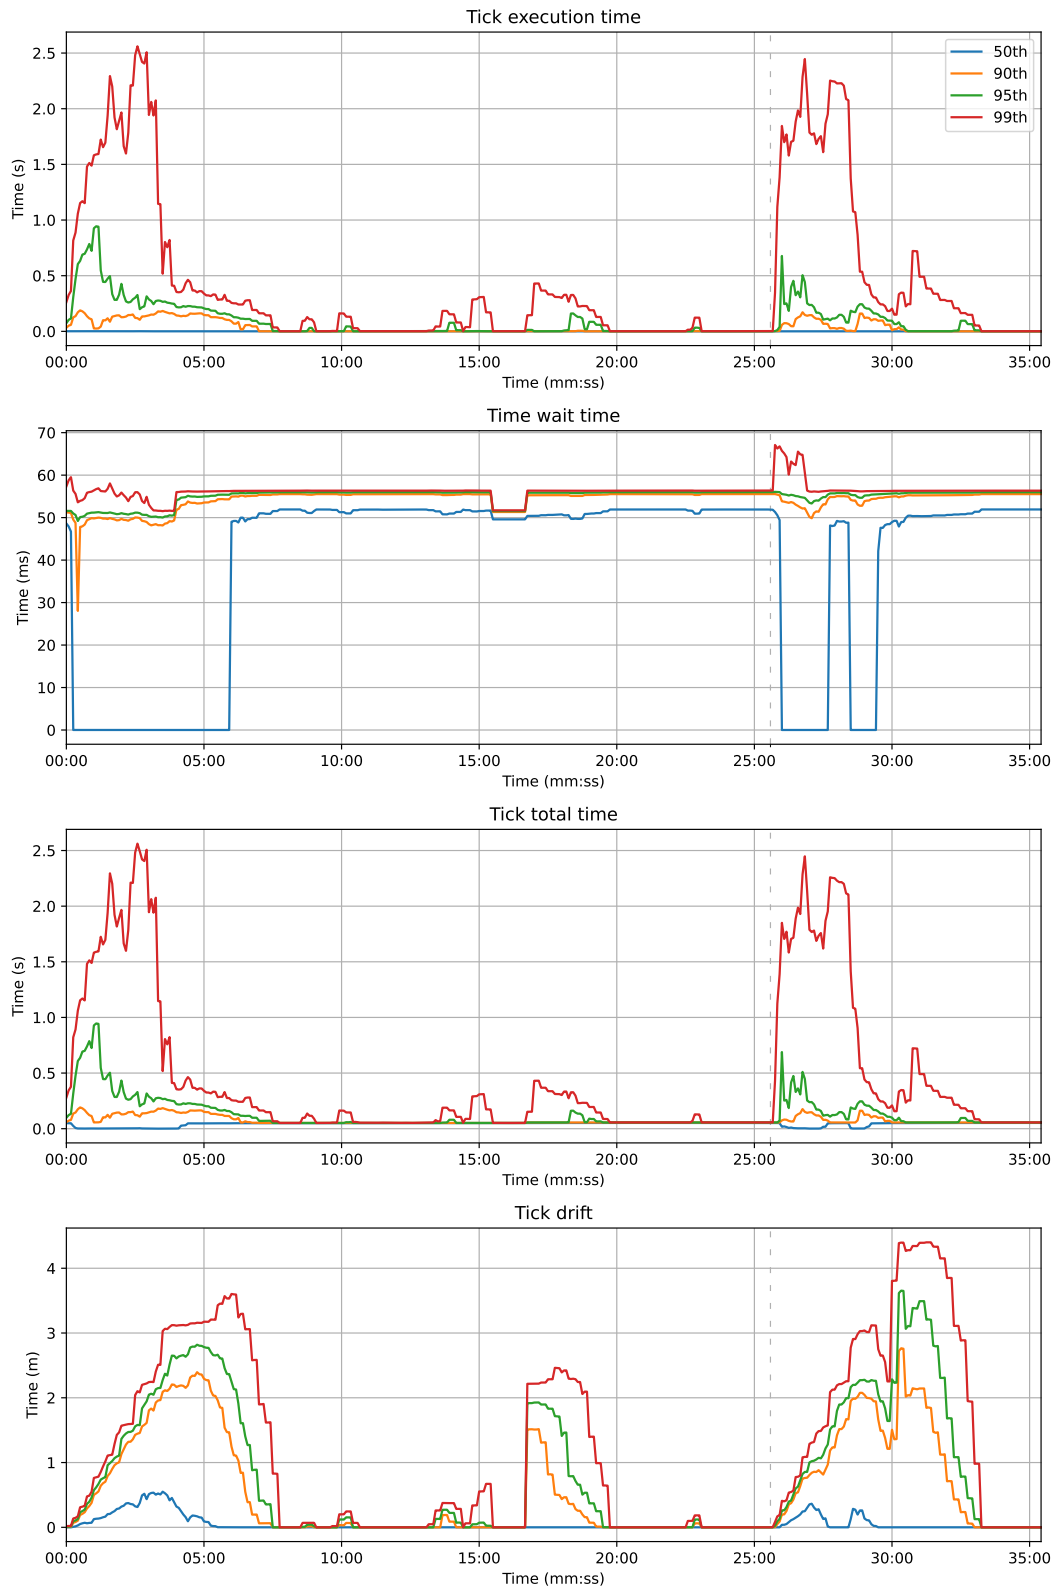 Tick execution time
2.5
2.0
1.5
1.0
0.5
0.0
Time (s)
50th
90th
95th
99th
00:00 05:00 10:00 15:00 20:00 25:00 30:00 35:00
Time (mm:ss)
Time wait time
70
60
50
40
30
20
10
0
Time (ms)
00:00 05:00 10:00 15:00 20:00 25:00 30:00 35:00
Time (mm:ss)
Tick total time
2.5
2.0
1.5
1.0
0.5
0.0
Time (s)
00:00 05:00 10:00 15:00 20:00 25:00 30:00 35:00
Time (mm:ss)
Tick drift
4
3
2
1
0
Time (m)
00:00 05:00 10:00 15:00 20:00 25:00 30:00 35:00
Time (mm:ss)